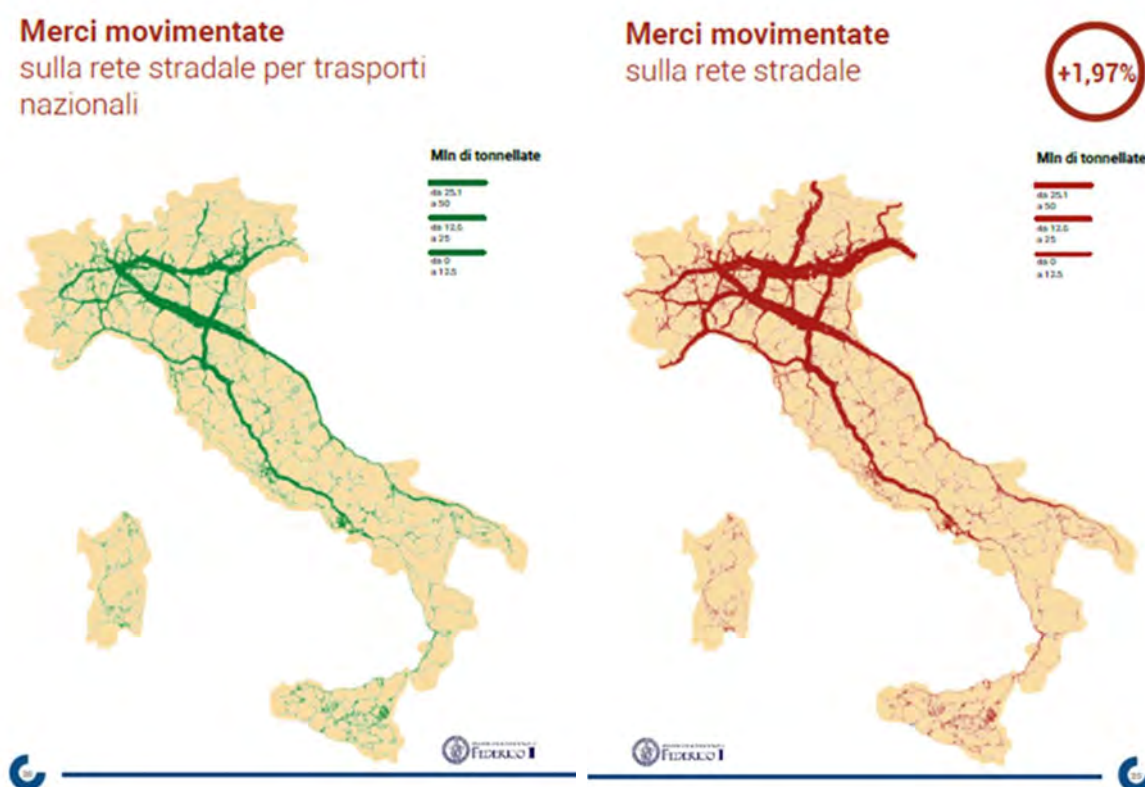 Merci movimentate
sulla rete stradale per trasporti
nazionali
Mln di tonnellate
da 25,1
a 50
da 12,6
a 25
da 0
a 12,5
FEDERICO II
Merci movimentate
sulla rete stradale
+1,97%
Mln di tonnellate
da 25,1
a 50
da 12,6
a 25
da 0
a 12,5
FEDERICO II